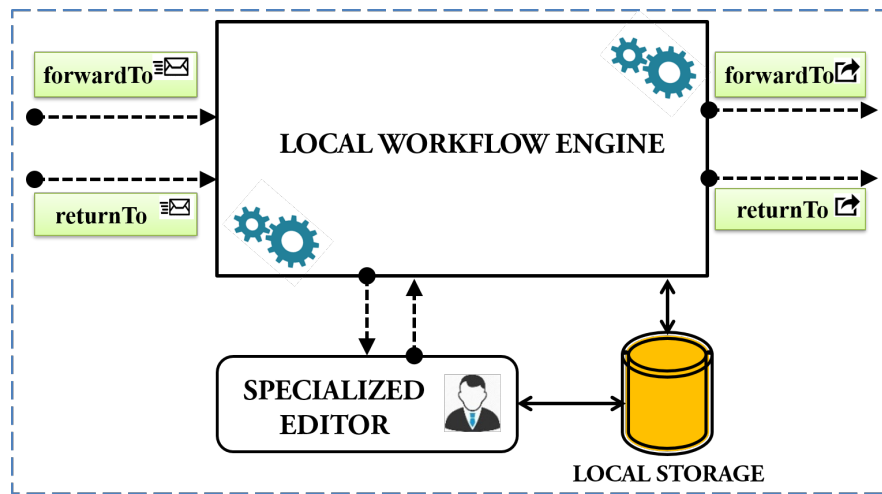 forwardTo
forwardTo
LOCAL WORKFLOW ENGINE
returnTo
returnTo
SPECIALIZED
EDITOR
LOCAL STORAGE